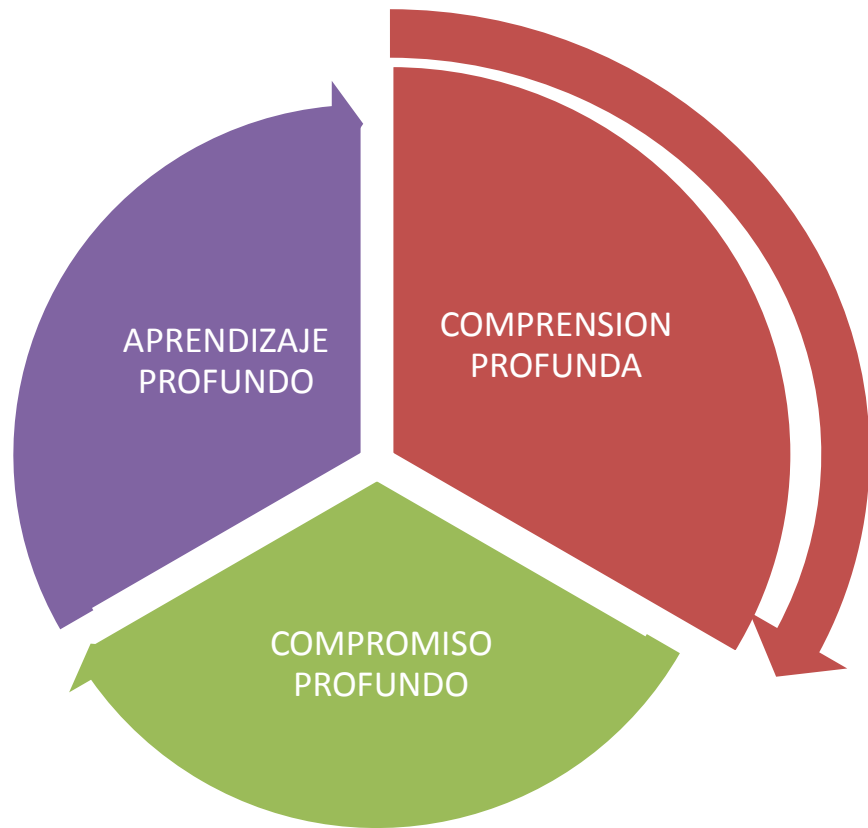 APRENDIZAJE
PROFUNDO
COMPRENSION
PROFUNDA
COMPROMISO
PROFUNDO